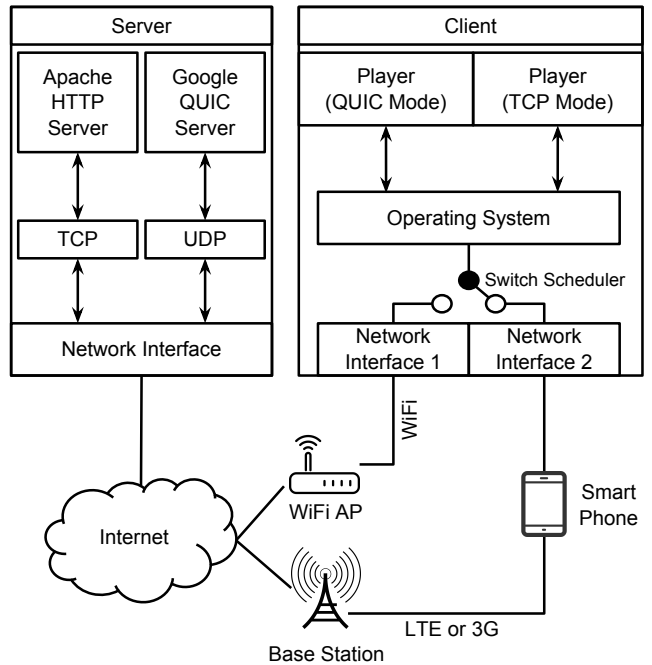 Server
Client
Apache
HTTP
Server
Google
QUIC
Server
Player
(QUIC Mode)
Player
(TCP Mode)
TCP
UDP
Operating System
Switch Scheduler
Network Interface
Network
Interface 1
Network
Interface 2
WiFi
WiFi AP
Smart
Phone
Internet
LTE or 3G
Base Station